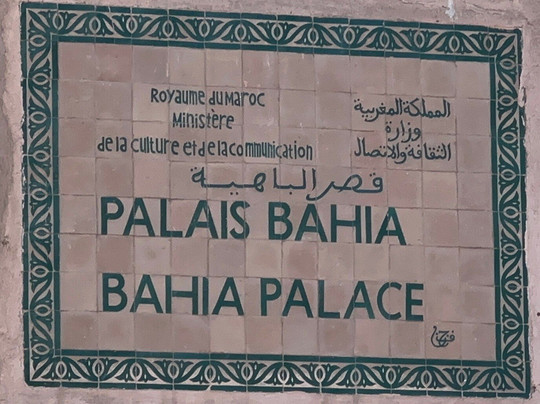 Royaume du Maroc
Ministère
de la culture et de la communication
المملكة المغربية
وزارة
الثقافة والاتصال
قصر الباهية
PALAIS BAHIA
BAHIA PALACE